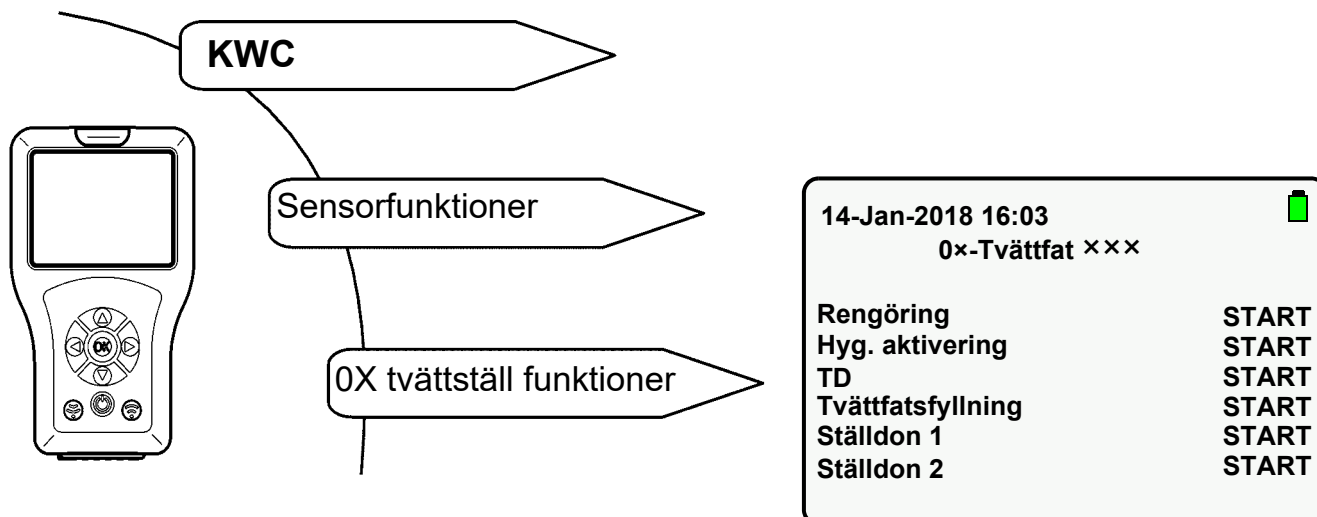 KWC
Sensorfunktioner
0X tvättställ funktioner
OK
14-Jan-2018 16:03
0×-Tvättfat ×××
Rengöring START
Hyg. aktivering START
TD START
Tvättfatsfyllning START
Ställdon 1 START
Ställdon 2 START